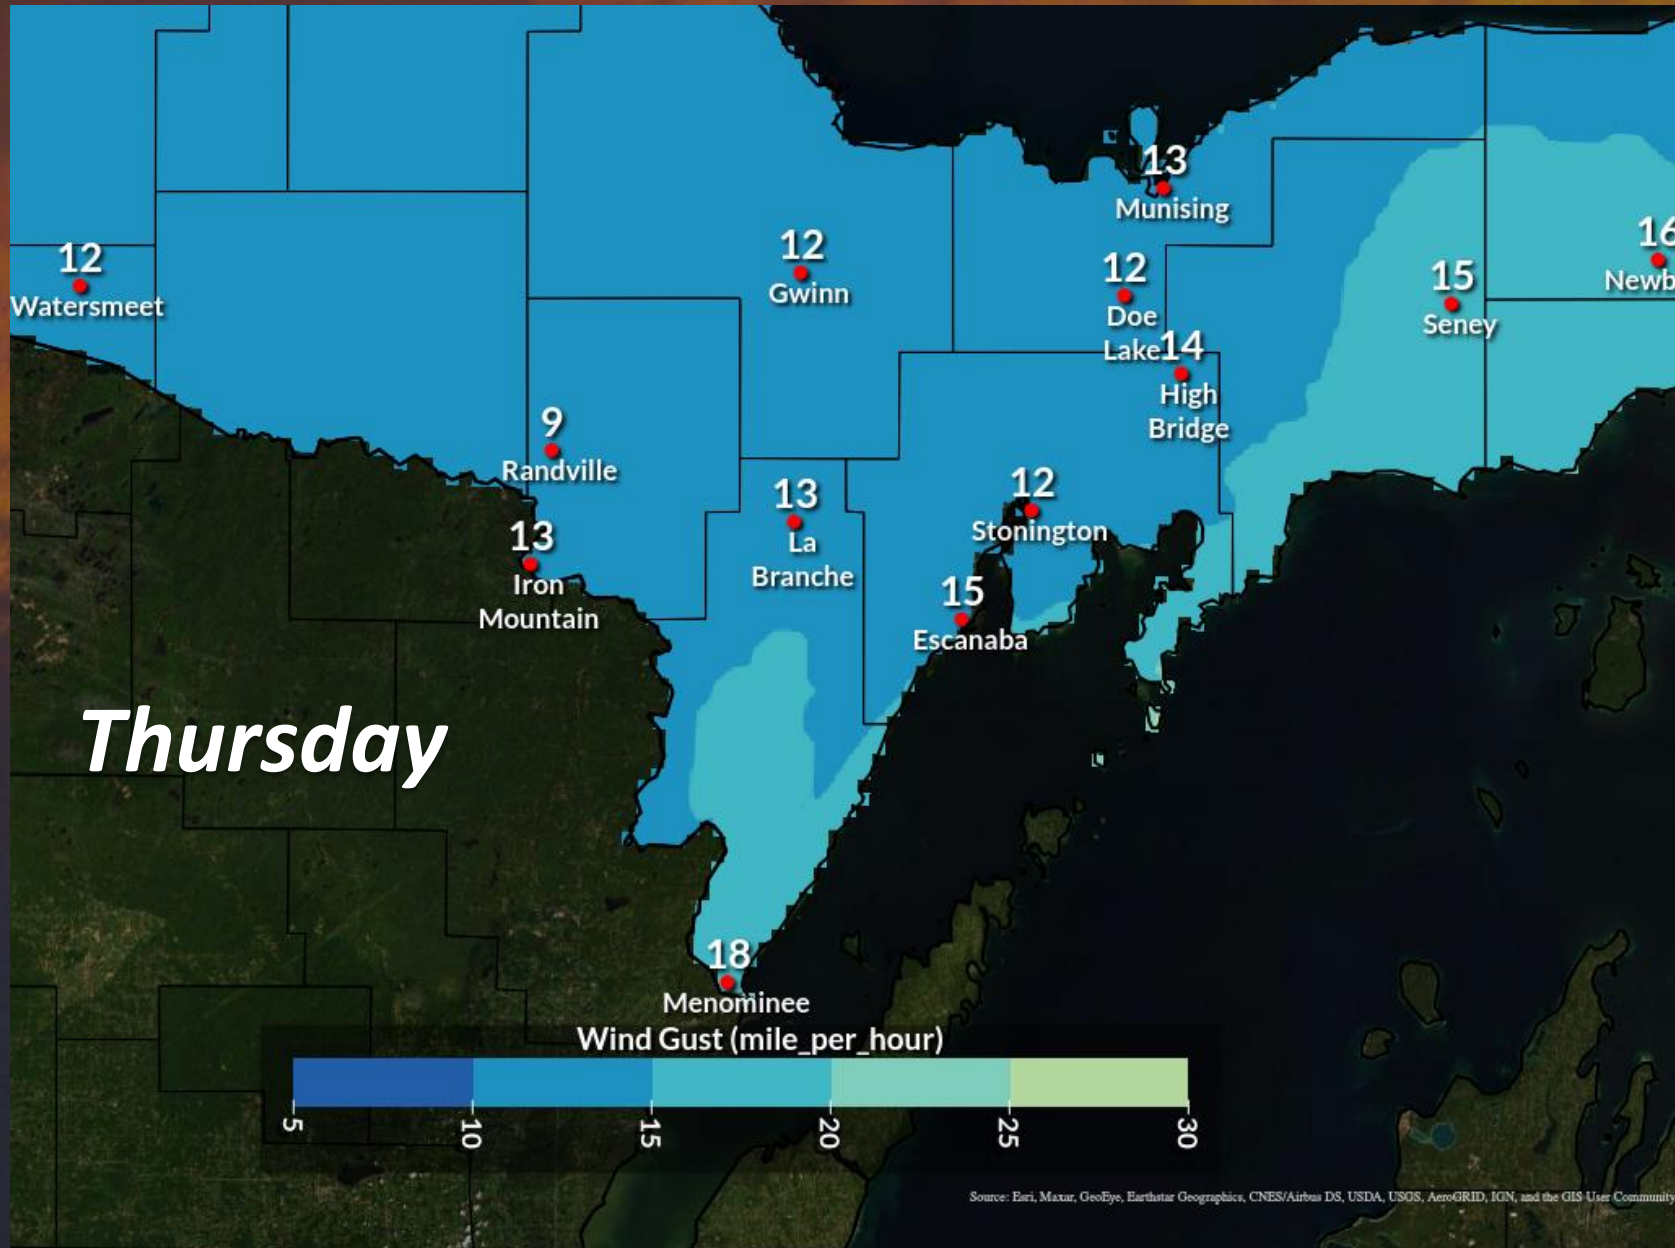 13
Munising
12
Gwinn
16
Newb
12
Watersmeet
12
Doe
Lake
15
Seney
14
High
Bridge
9
Randville
13
La
Branche
12
Stonington
13
Iron
Mountain
15
Escanaba
Thursday
18
Menominee
Wind Gust (mile_per_hour)
5 10 15 20 25 30
Source: Esri, Maxar, GeoEye, Earthstar Geographics, CNES/Airbus DS, USDA, USGS, AeroGRID, IGN, and the GIS User Community